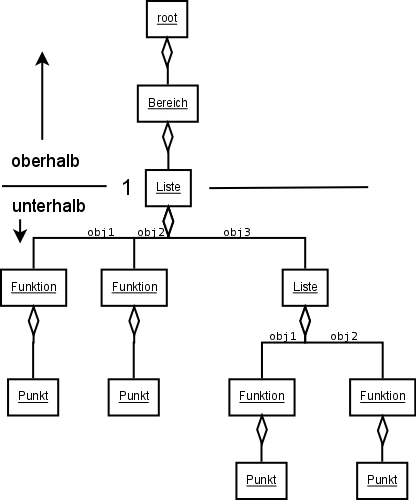 root
Bereich
oberhalb
1 Liste
unterhalb
obj1 obj2 obj3
Funktion Funktion Liste
obj1 obj2
Punkt Punkt Funktion Funktion
Punkt Punkt